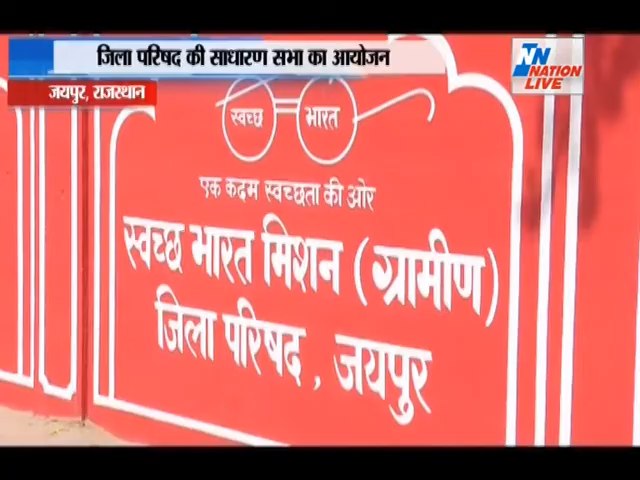 जिला परिषद की साधारण सभा का आयोजन
NN
NATION
LIVE
जयपुर, राजस्थान
स्वच्छ भारत
एक कदम स्वच्छता की ओर
स्वच्छ भारत मिशन (ग्रामीण)
जिला परिषद , जयपुर